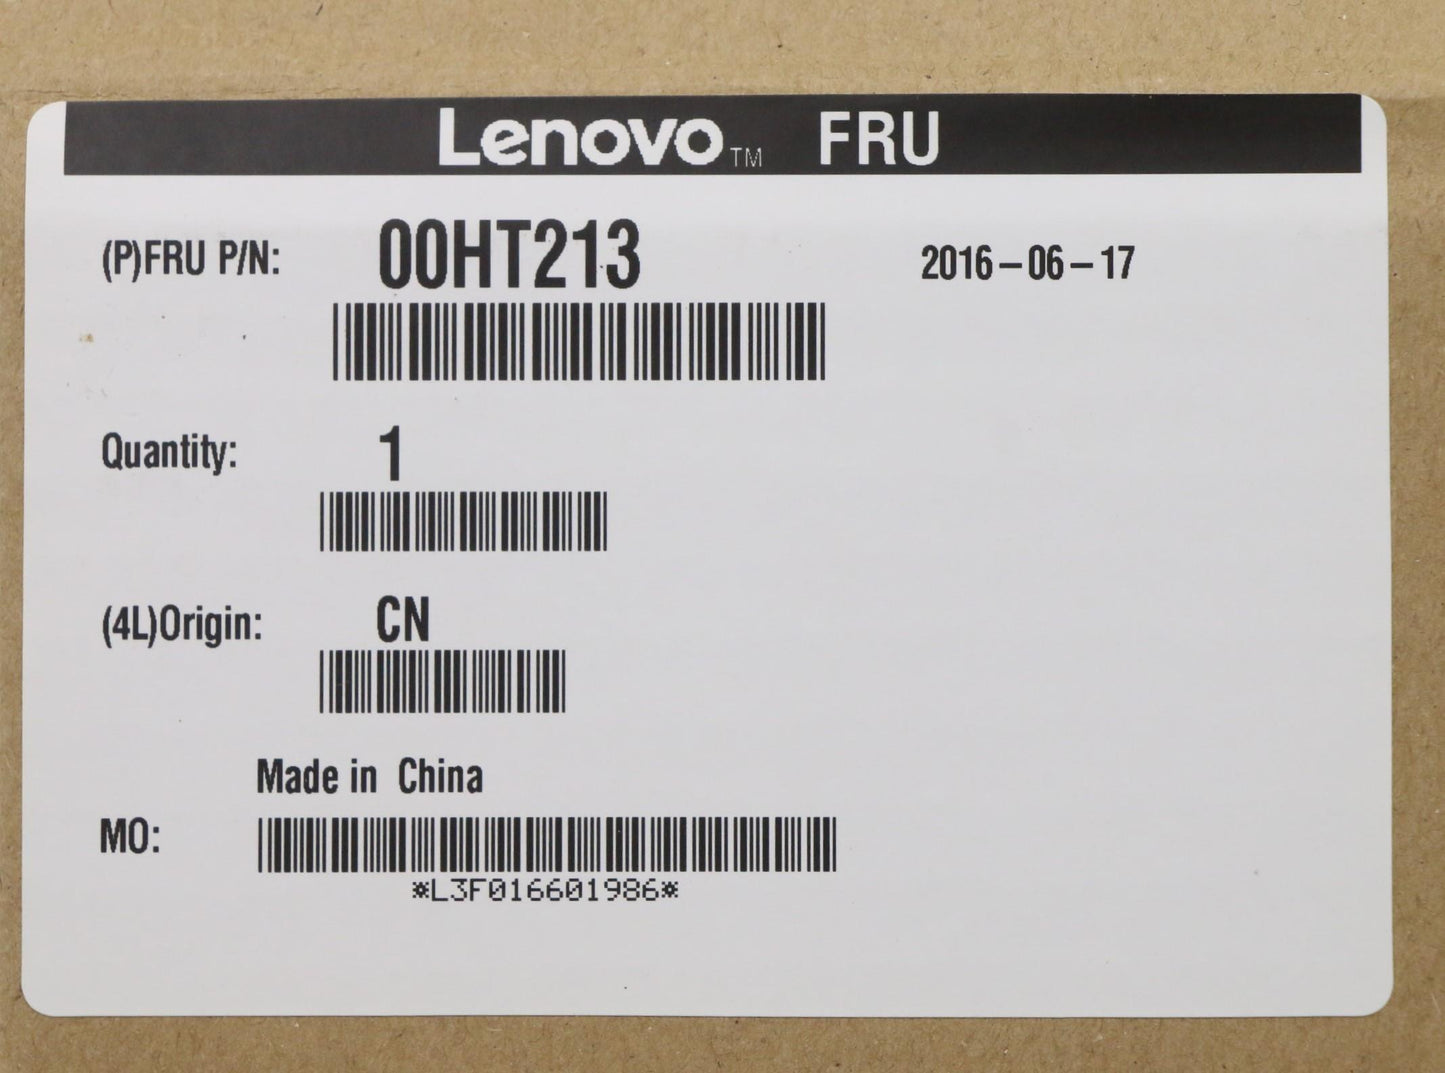 Lenovo™ FRU
(P)FRU P/N: 00HT213 2016-06-17
Quantity: 1
(4L)Origin: CN
Made in China
MO:
*L3F016601986*